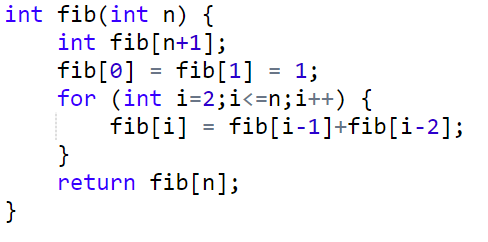 int fib(int n) {
    int fib[n+1];
    fib[0] = fib[1] = 1;
    for (int i=2;i<=n;i++) {
        fib[i] = fib[i-1]+fib[i-2];
    }
    return fib[n];
}